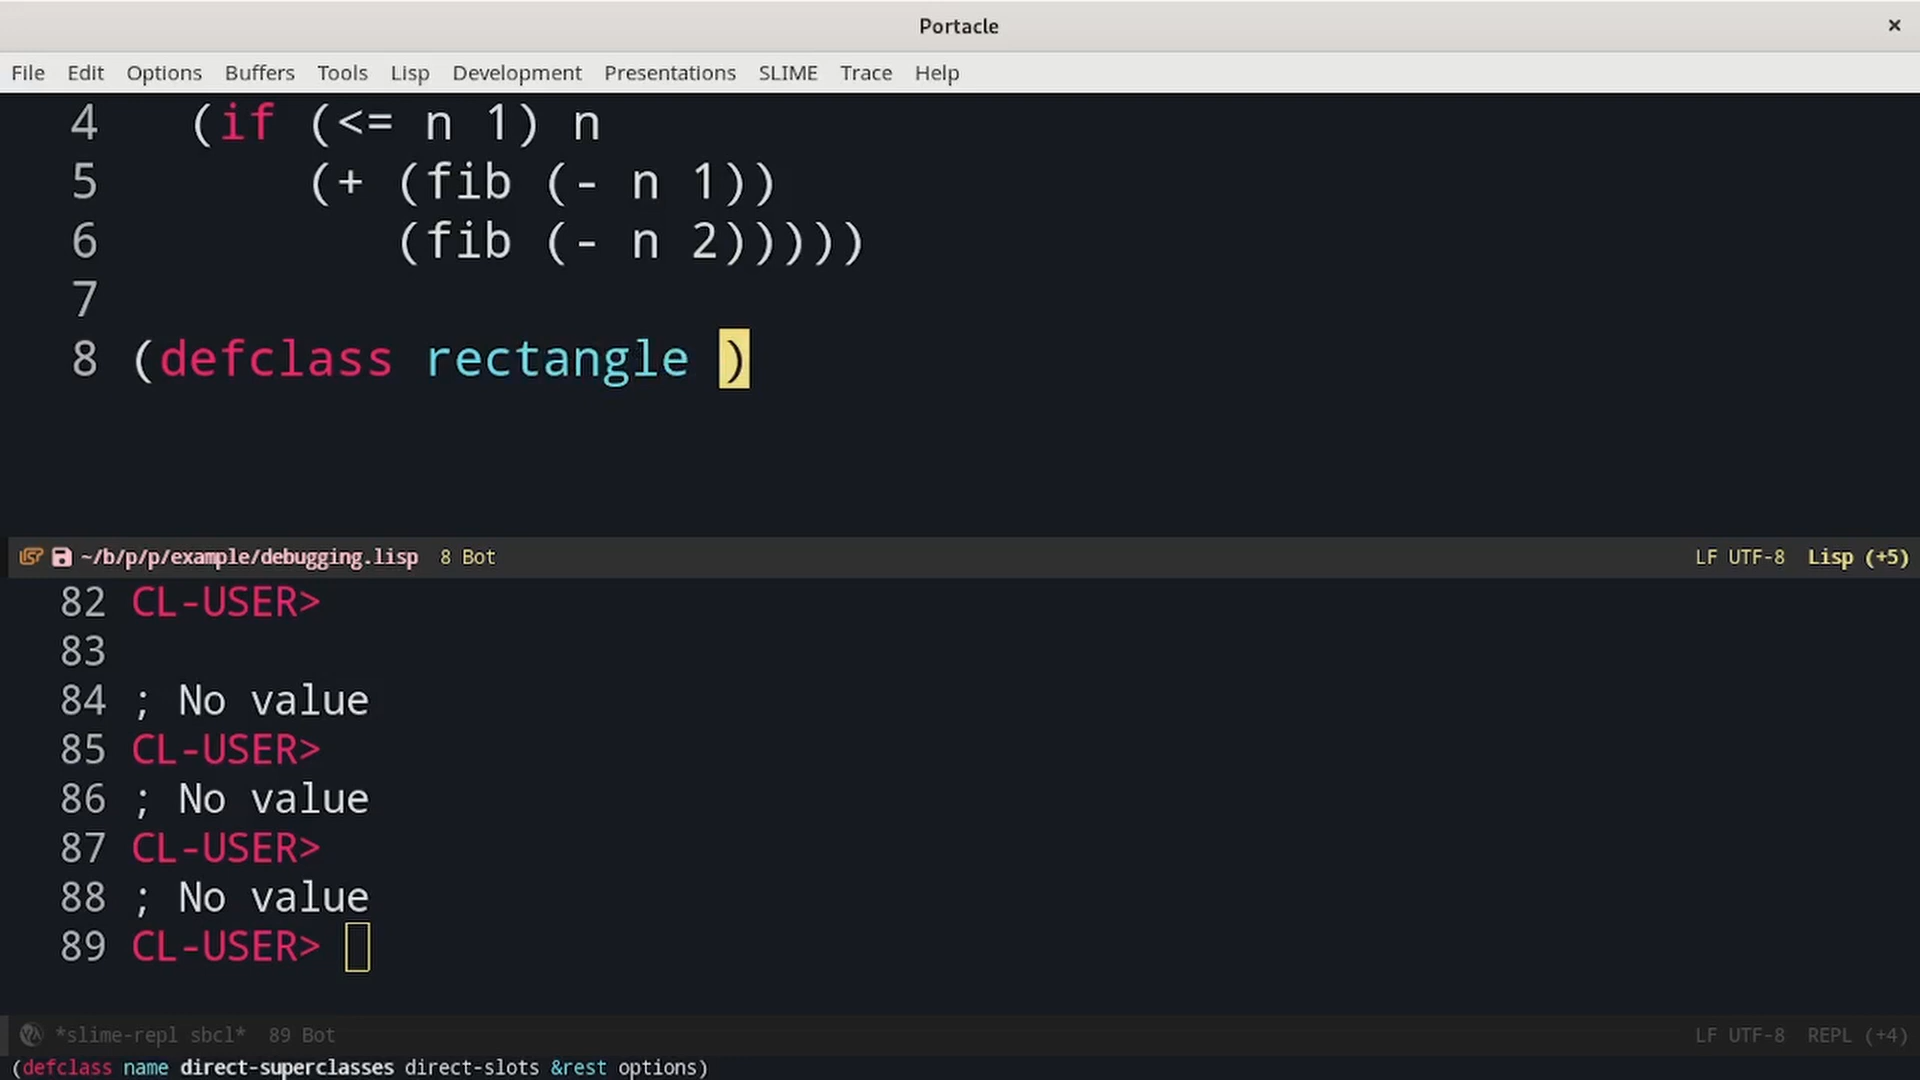 Portacle ×
File Edit Options Buffers Tools Lisp Development Presentations SLIME Trace Help
4 (if (<= n 1) n
5 (+ (fib (- n 1))
6 (fib (- n 2)))))
7
8 (defclass rectangle )
~/b/p/p/example/debugging.lisp 8 Bot LF UTF-8 Lisp (+5)
82 CL-USER>
83
84 ; No value
85 CL-USER>
86 ; No value
87 CL-USER>
88 ; No value
89 CL-USER>
*slime-repl sbcl* 89 Bot LF UTF-8 REPL (+4)
(defclass name direct-superclasses direct-slots &rest options)